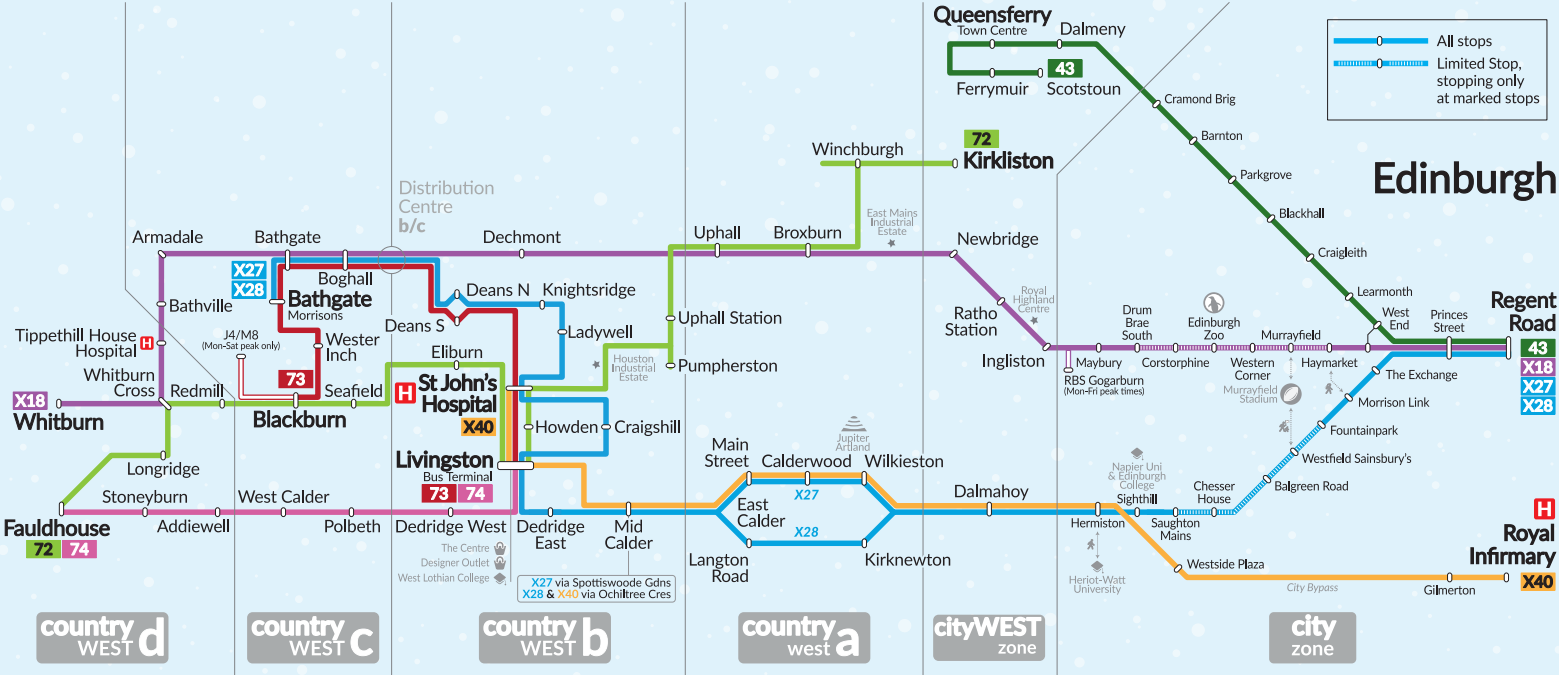 Queensferry
Town Centre
Dalmeny
43
Ferrymuir
Scotstoun
All stops
Limited Stop,
stopping only
at marked stops
Cramond Brig
Barnton
Parkgrove
Blackhall
Craigleith
Learmonth
West
End
Edinburgh
72
Kirkliston
Winchburgh
Distribution
Centre
b/c
East Mains
Industrial
Estate
Armadale
Bathgate
Dechmont
Uphall
Broxburn
Newbridge
X27
X28
Boghall
Bathgate
Morrisons
Deans N
Knightsridge
Bathville
Deans S
Ladywell
Uphall Station
Royal
Highland
Centre
Ratho
Station
Tippethill House
Hospital
H
J4/M8
(Mon-Sat peak only)
Wester
Inch
Eliburn
Houston
Industrial
Estate
Pumpherston
Ingliston
Drum
Brae
South
Edinburgh
Zoo
Murrayfield
Princes
Street
Regent
Road
43
X18
X27
X28
Maybury
Corstorphine
Western
Corner
Haymarket
RBS Gogarburn
(Mon-Fri peak times)
Murrayfield
Stadium
The Exchange
Morrison Link
Fountainpark
Westfield Sainsbury's
Balgreen Road
Whitburn
Cross
Redmill
73
Seafield
Blackburn
H
St John's
Hospital
X40
X18
Whitburn
Howden
Craigshill
Longridge
Livingston
Bus Terminal
73
74
Main
Street
Calderwood
Wilkieston
Jupiter
Artland
X27
East
Calder
X28
Langton
Road
Kirknewton
Dalmahoy
Napier Uni
& Edinburgh
College
Sighthill
Chesser
House
Hermiston
Saughton
Mains
Heriot-Watt
University
Westside Plaza
City Bypass
Gilmerton
H
Royal
Infirmary
X40
Stoneyburn
West Calder
Fauldhouse
72
74
Addiewell
Polbeth
Dedridge West
Dedridge
East
Mid
Calder
The Centre
Designer Outlet
West Lothian College
X27 via Spottiswoode Gdns
X28 & X40 via Ochiltree Cres
country
WEST d
country
WEST c
country
WEST b
country
west a
cityWEST
zone
city
zone